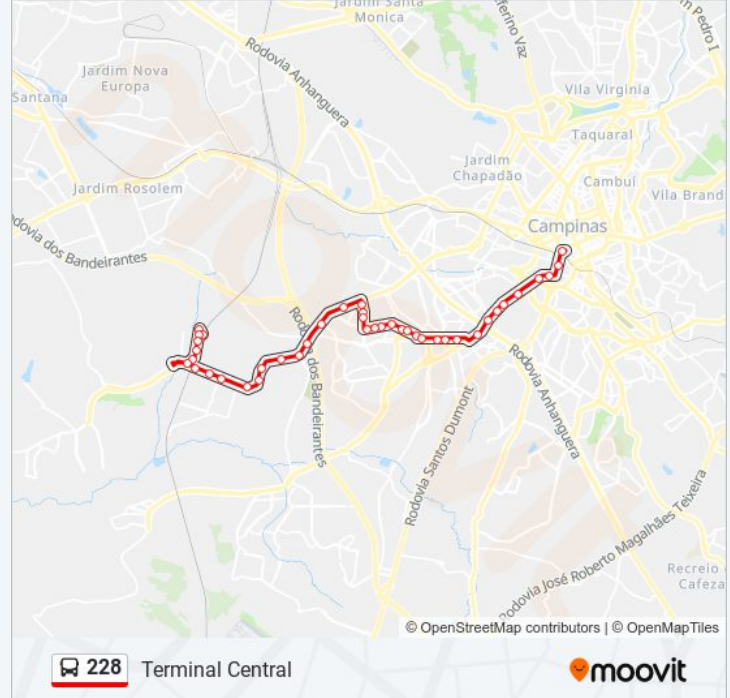 Jardim Santa
Monica
Rodovia Anhanguera
Jardim Nova
Europa
Santana
Vila Virginia
Taquaral
Jardim
Chapadão
Cambuí
Vila Brand
Jardim Rosolem
Campinas
dovia dos Bandeirantes
Rodovia dos Bandeirantes
Rodovia Anhanguera
Rodovia Santos Dumont
Rodovia José Roberto Magalhães Teixeira
Recreio
Cafeza
© OpenStreetMap contributors | © OpenMapTiles
228 Terminal Central
moovit